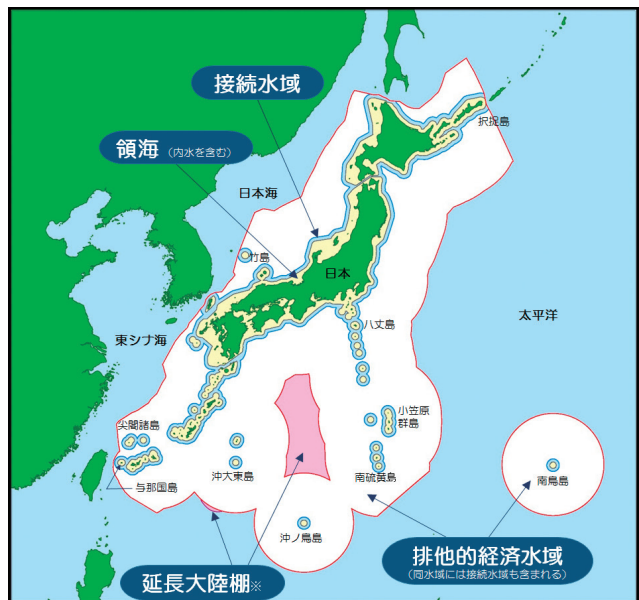 接続水域
領海（内水を含む）
択捉島
日本海
竹島
日本
東シナ海
八丈島
太平洋
尖閣諸島
小笠原
群島
沖大東島
南硫黄島
南鳥島
与那国島
沖ノ鳥島
排他的経済水域
（同水域には接続水域も含まれる）
延長大陸棚※